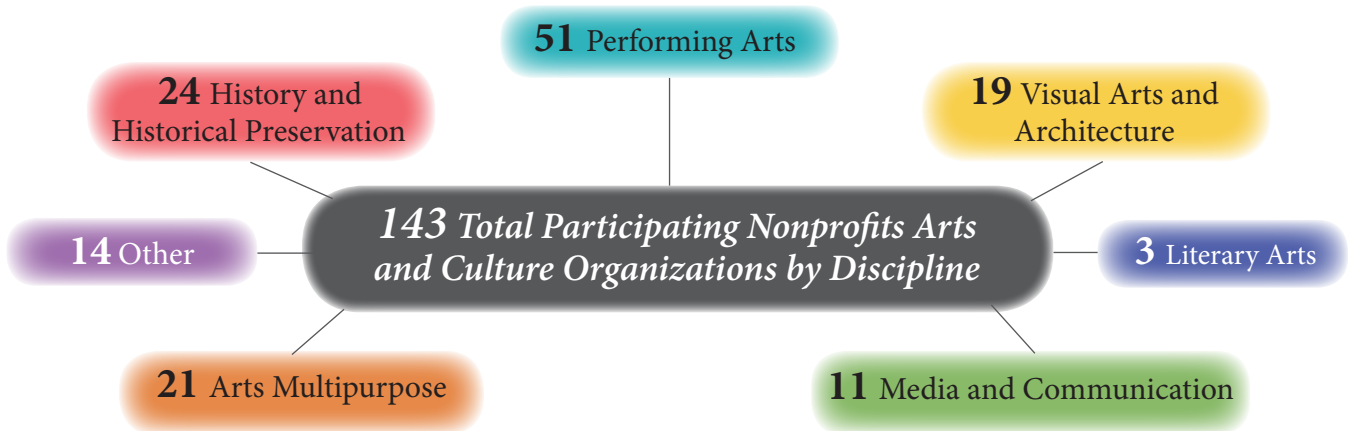 51 Performing Arts
24 History and
Historical Preservation
19 Visual Arts and
Architecture
143 Total Participating Nonprofits Arts
and Culture Organizations by Discipline
14 Other
3 Literary Arts
21 Arts Multipurpose
11 Media and Communication